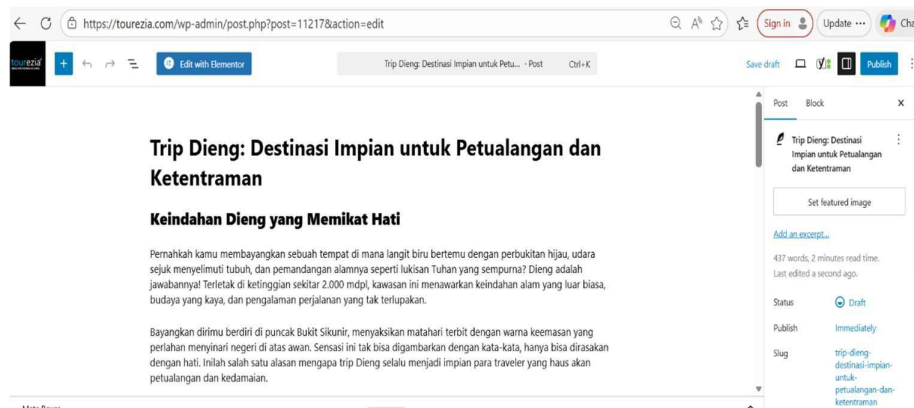 https://tourezia.com/wp-admin/post.php?post=11217&action=edit
Sign in
Update
Cha
tourezia
Edit with Elementor
Trip Dieng: Destinasi Impian untuk Petu... - Post Ctrl+K
Save draft
Publish
Trip Dieng: Destinasi Impian untuk Petualangan dan
Ketentraman
Keindahan Dieng yang Memikat Hati
Pernahkah kamu membayangkan sebuah tempat di mana langit biru bertemu dengan perbukitan hijau, udara
sejuk menyelimuti tubuh, dan pemandangan alamnya seperti lukisan Tuhan yang sempurna? Dieng adalah
jawabannya! Terletak di ketinggian sekitar 2.000 mdpl, kawasan ini menawarkan keindahan alam yang luar biasa,
budaya yang kaya, dan pengalaman perjalanan yang tak terlupakan.
Bayangkan dirimu berdiri di puncak Bukit Sikunir, menyaksikan matahari terbit dengan warna keemasan yang
perlahan menyinari negeri di atas awan. Sensasi ini tak bisa digambarkan dengan kata-kata, hanya bisa dirasakan
dengan hati. Inilah salah satu alasan mengapa trip Dieng selalu menjadi impian para traveler yang haus akan
petualangan dan kedamaian.
Post Block
Trip Dieng: Destinasi
Impian untuk Petualangan
dan Ketentraman
Set featured image
Add an excerpt...
437 words, 2 minutes read time.
Last edited a second ago.
Status Draft
Publish Immediately
Slug trip-dieng-
destinasi-impian-
untuk-
petualangan-dan-
ketentraman